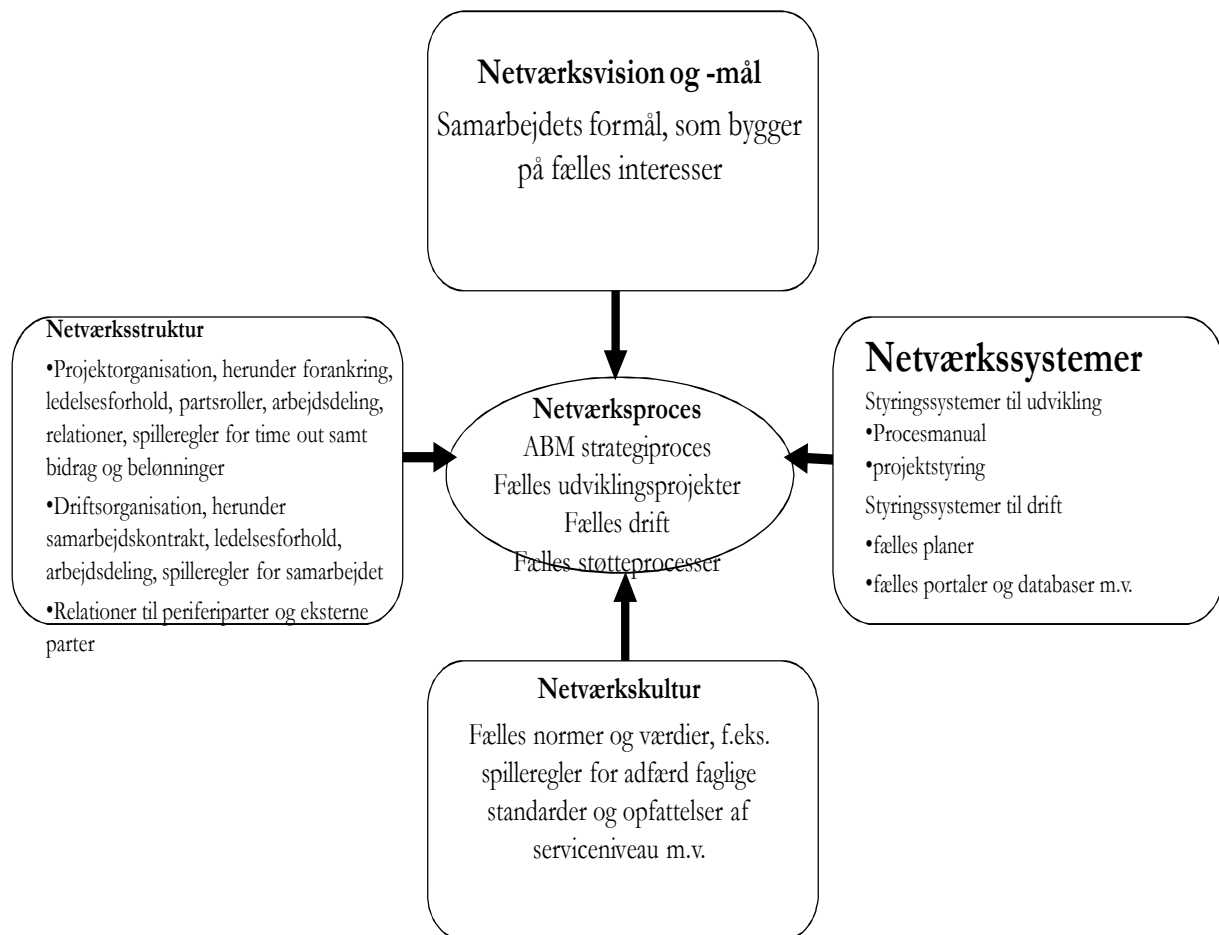 Netværksvision og -mål
Samarbejdets formål, som bygger
på fælles interesser
Netværksstruktur
•Projektorganisation, herunder forankring,
ledelsesforhold, partsroller, arbejdsdeling,
relationer, spilleregler for time out samt
bidrag og belønninger
•Driftsorganisation, herunder
samarbejdskontrakt, ledelsesforhold,
arbejdsdeling, spilleregler for samarbejdet
•Relationer til periferiparter og eksterne
parter
Netværksproces
ABM strategiproces
Fælles udviklingsprojekter
Fælles drift
Fælles støtteprocesser
Netværkssystemer
Styringssystemer til udvikling
•Procesmanual
•projektstyring
Styringssystemer til drift
•fælles planer
•fælles portaler og databaser m.v.
Netværkskultur
Fælles normer og værdier, f.eks.
spilleregler for adfærd faglige
standarder og opfattelser af
serviceniveau m.v.